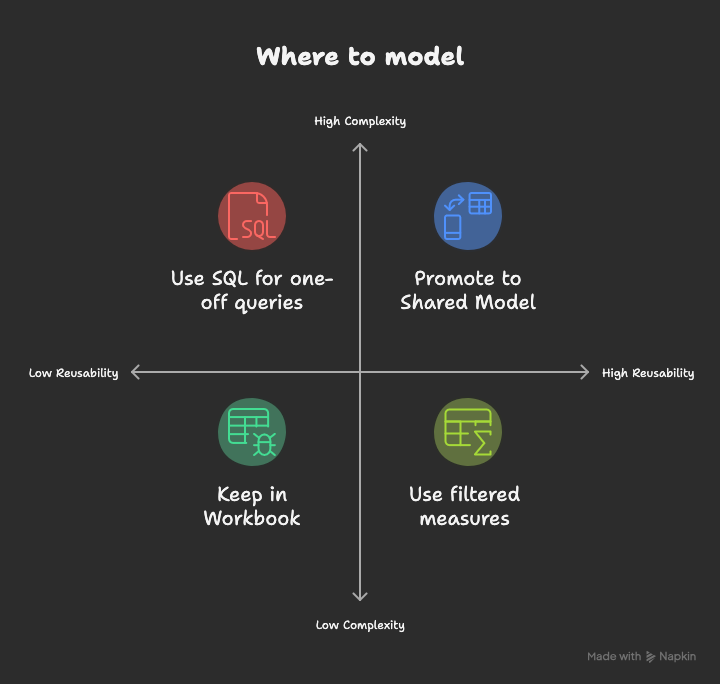 Where to model
High Complexity
SQL
Use SQL for one-
off queries
Promote to
Shared Model
Low Reusability
High Reusability
Keep in
Workbook
Use filtered
measures
Low Complexity
Made with Napkin